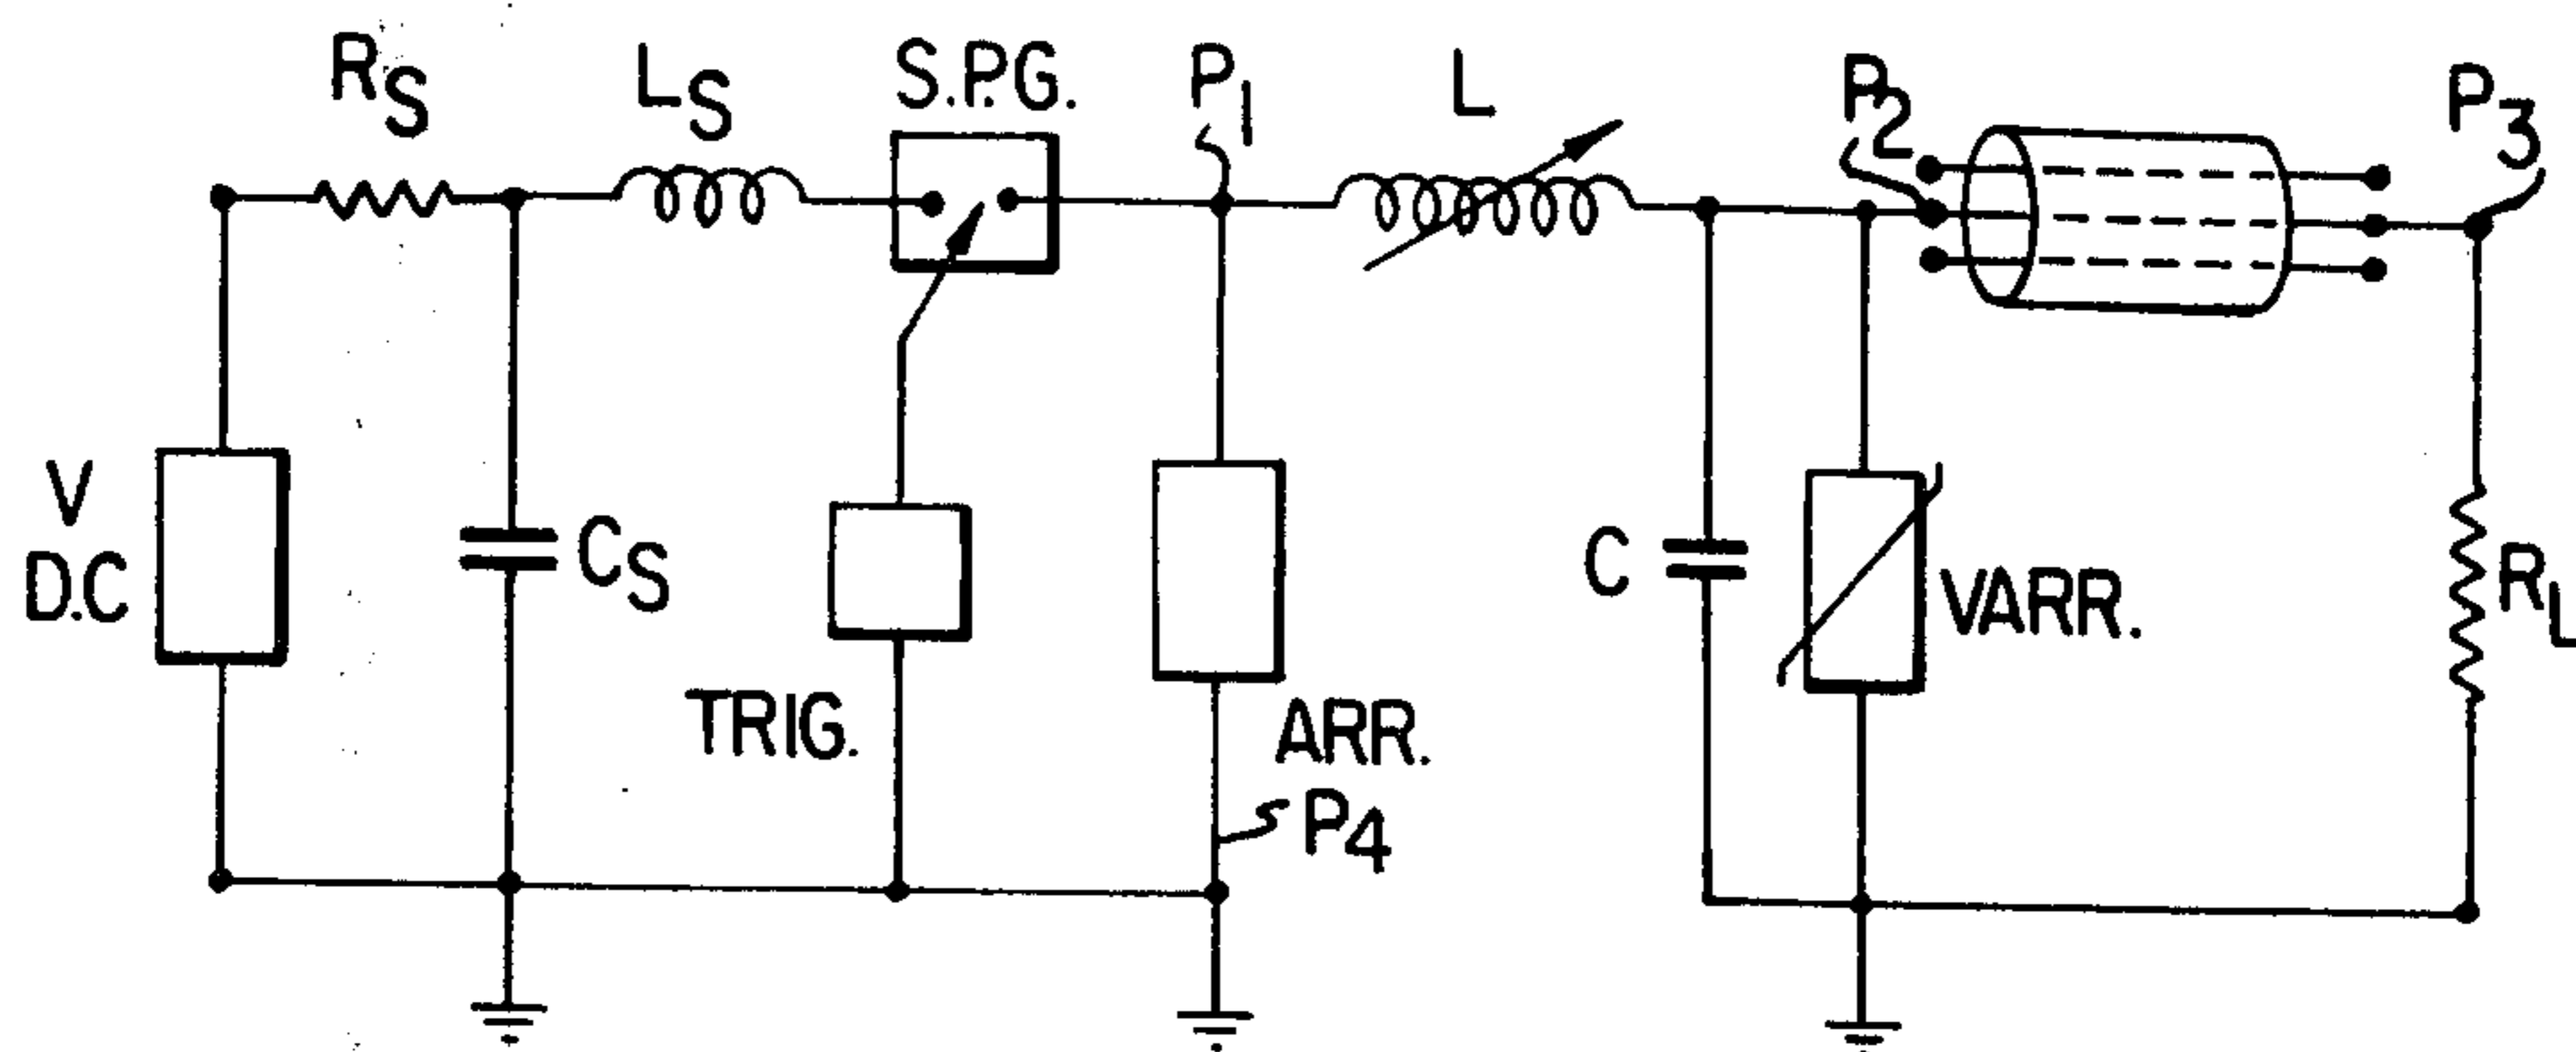 RS
LS
S.P.G.
P1
L
P2
P3
V
D.C
CS
TRIG.
ARR.
P4
C
VARR.
RL